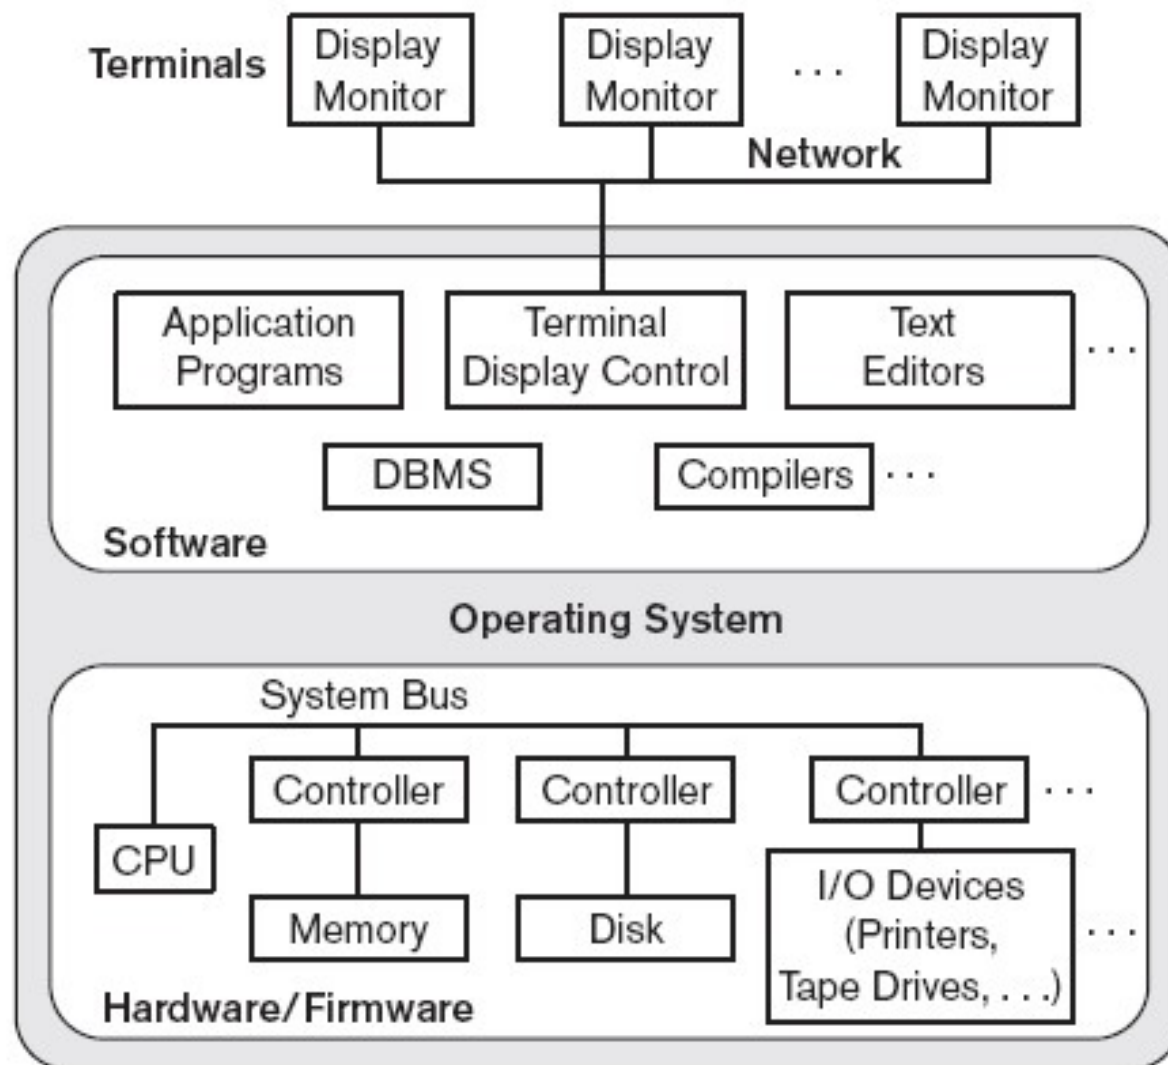 Terminals
Display
Monitor
Display
Monitor
. . .
Display
Monitor
Network
Application
Programs
Terminal
Display Control
Text
Editors
. . .
DBMS
Compilers
. . .
Software
Operating System
System Bus
Controller
Controller
Controller
. . .
CPU
Memory
Disk
I/O Devices
(Printers,
Tape Drives, . . .)
. . .
Hardware/Firmware